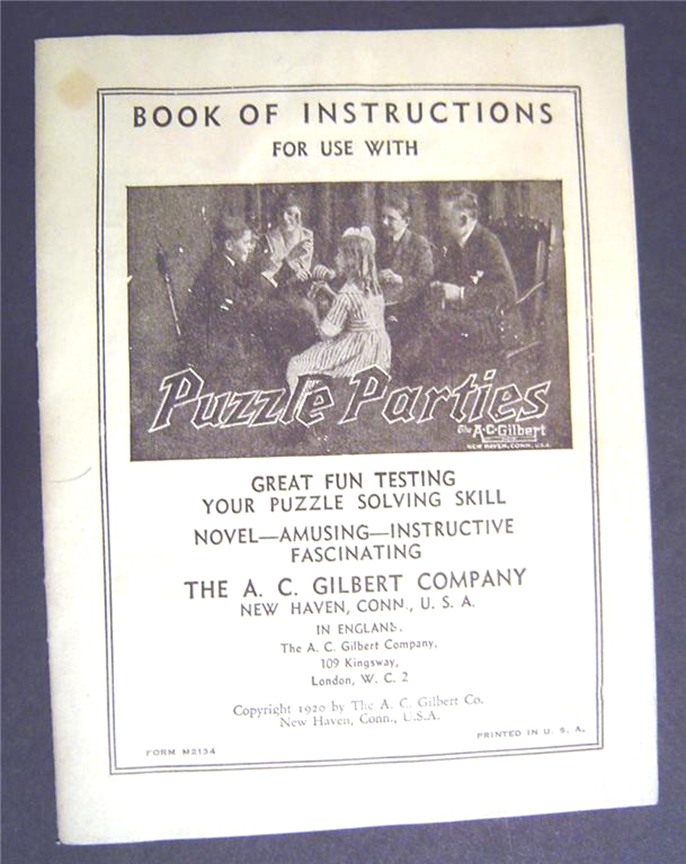 BOOK OF INSTRUCTIONS
FOR USE WITH
Puzzle Parties
The A·C·Gilbert
NEW HAVEN, CONN., U.S.A.
GREAT FUN TESTING
YOUR PUZZLE SOLVING SKILL
NOVEL—AMUSING—INSTRUCTIVE
FASCINATING
THE A. C. GILBERT COMPANY
NEW HAVEN, CONN., U. S. A.
IN ENGLAND.
The A. C. Gilbert Company,
109 Kingsway,
London, W. C. 2
Copyright 1920 by The A. C. Gilbert Co.
New Haven, Conn., U.S.A.
FORM M2134
PRINTED IN U. S. A.